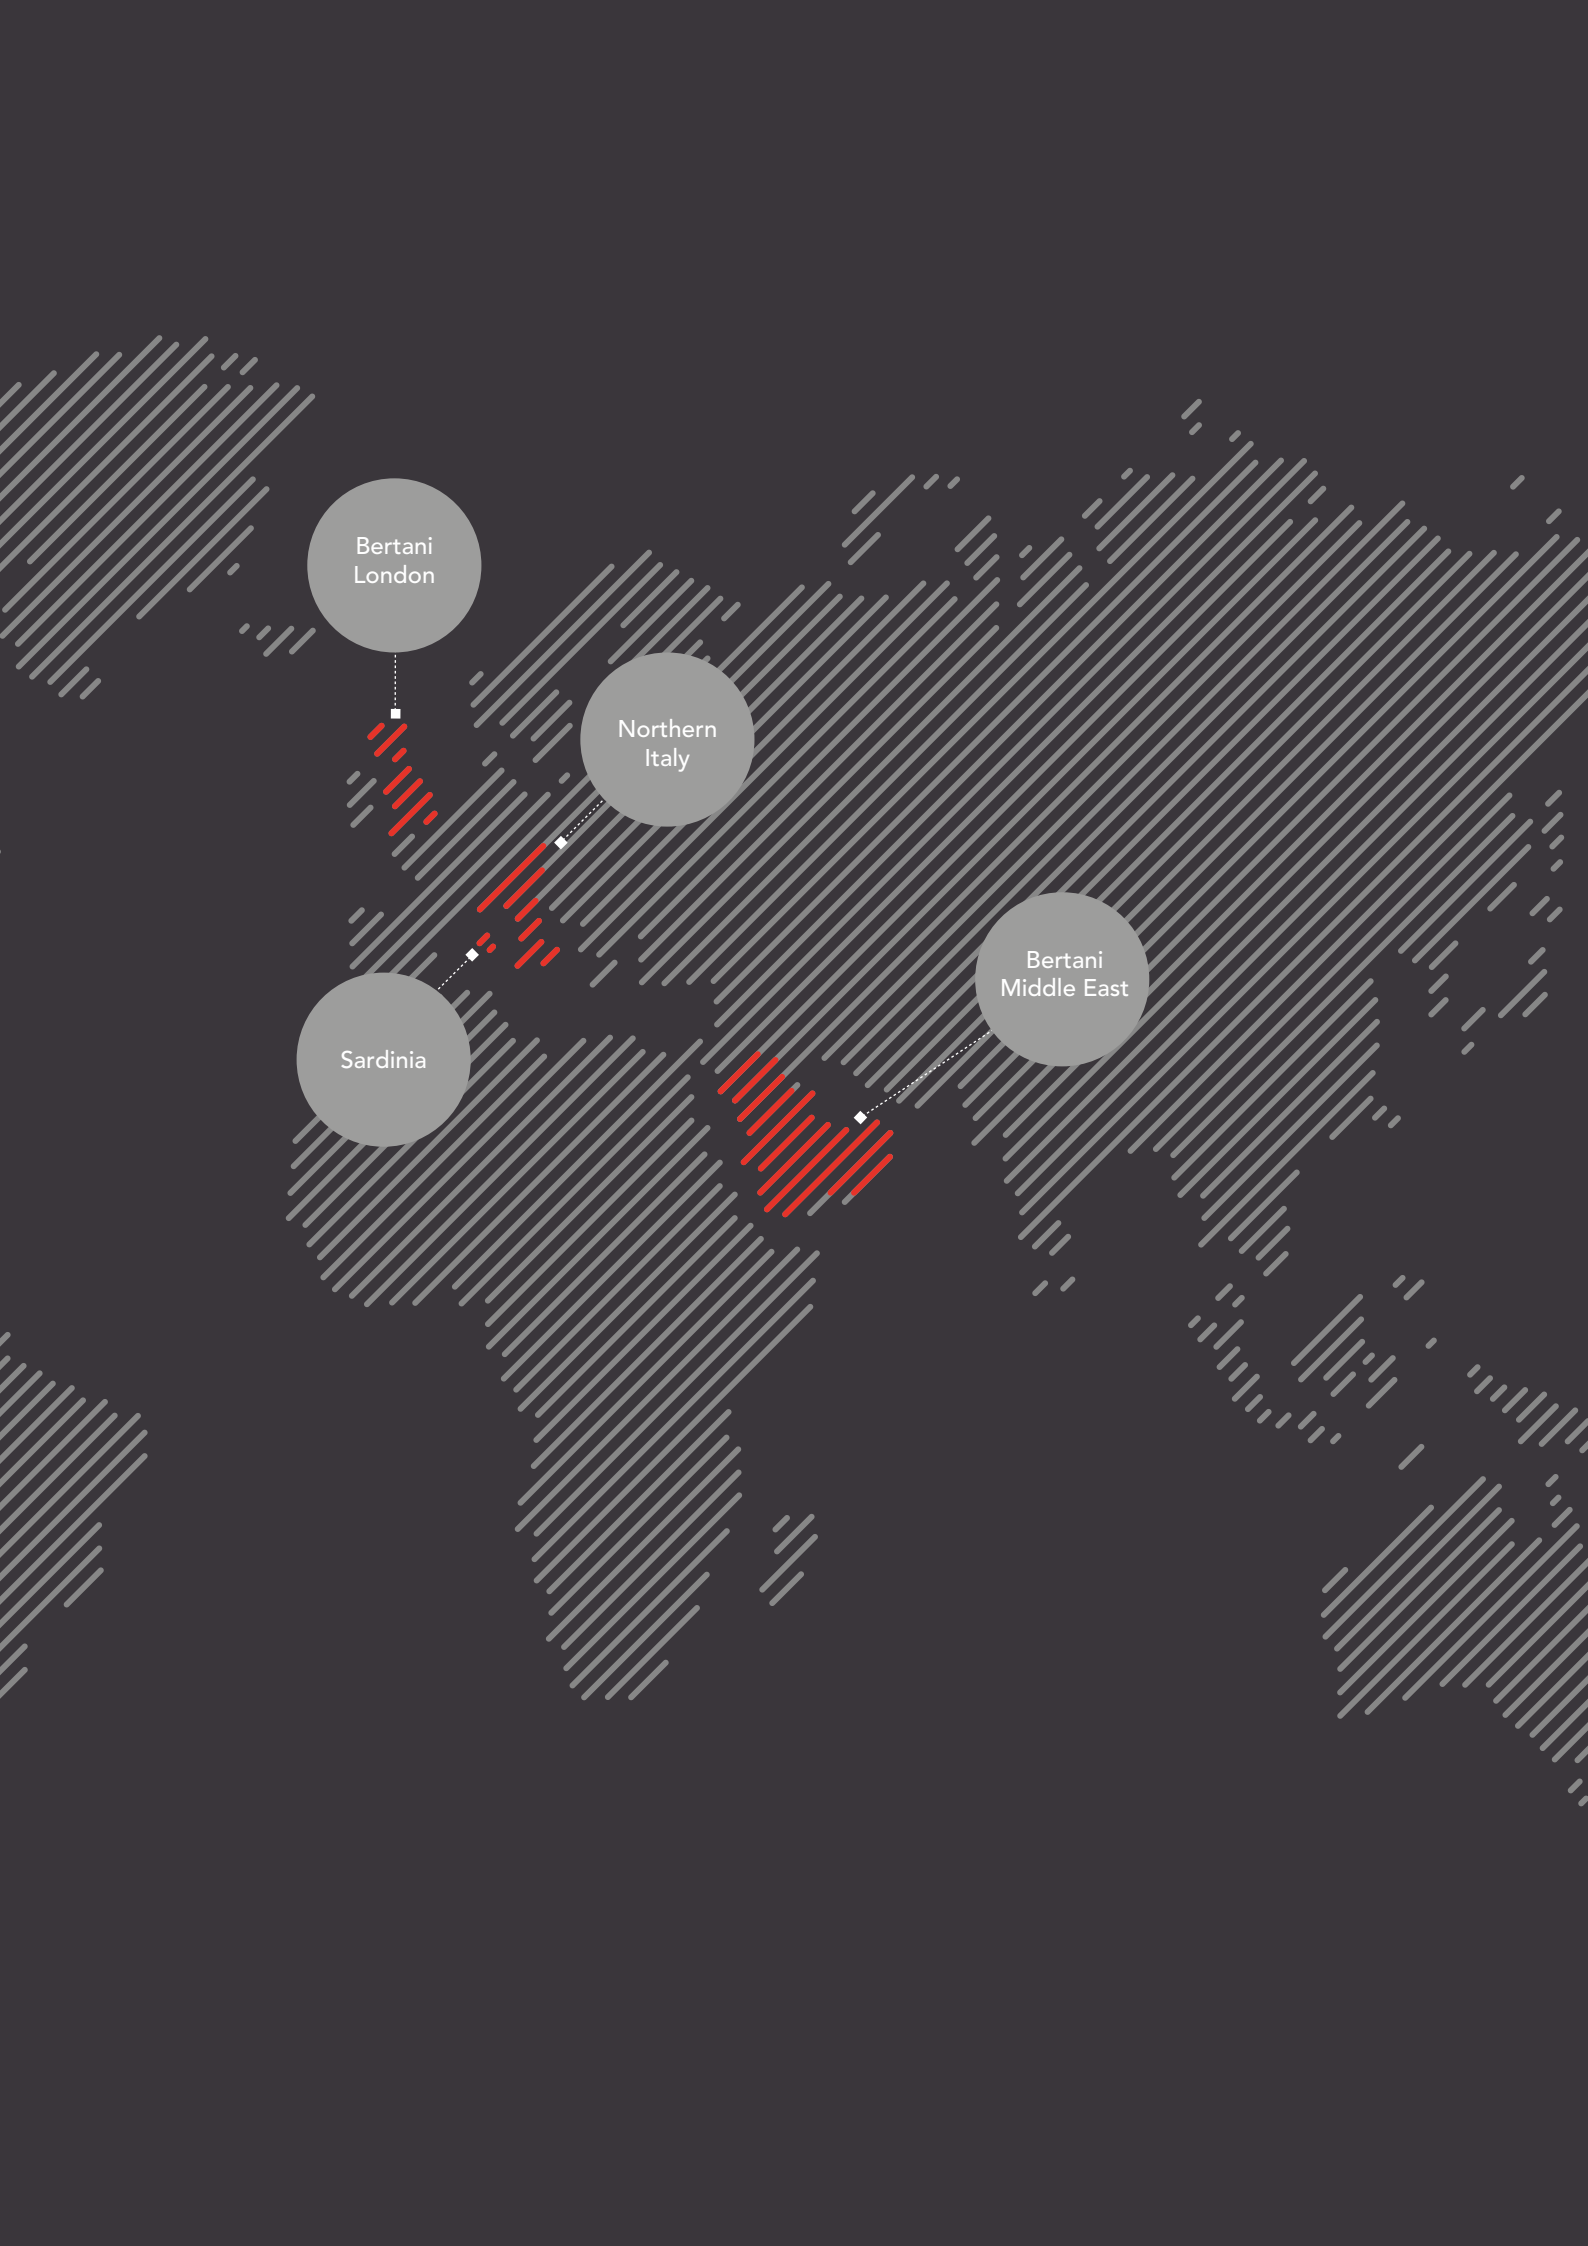 Bertani
London
Northern
Italy
Bertani
Middle East
Sardinia